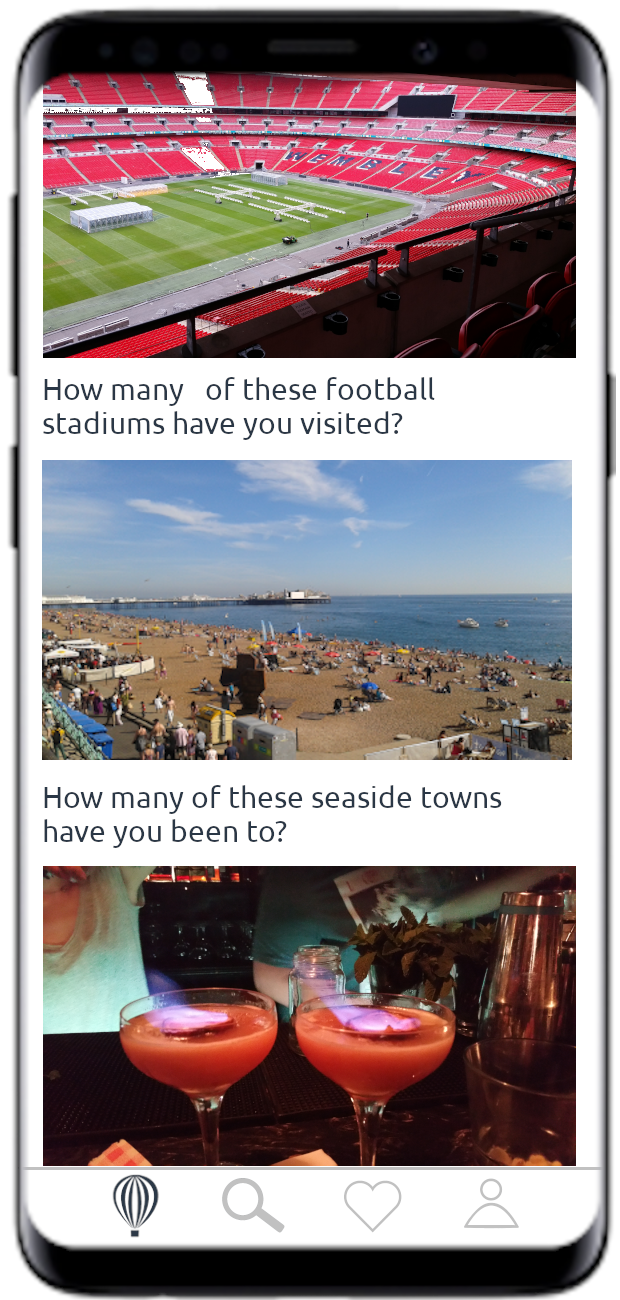 WEMBLEY
How many of these football
stadiums have you visited?
How many of these seaside towns
have you been to?